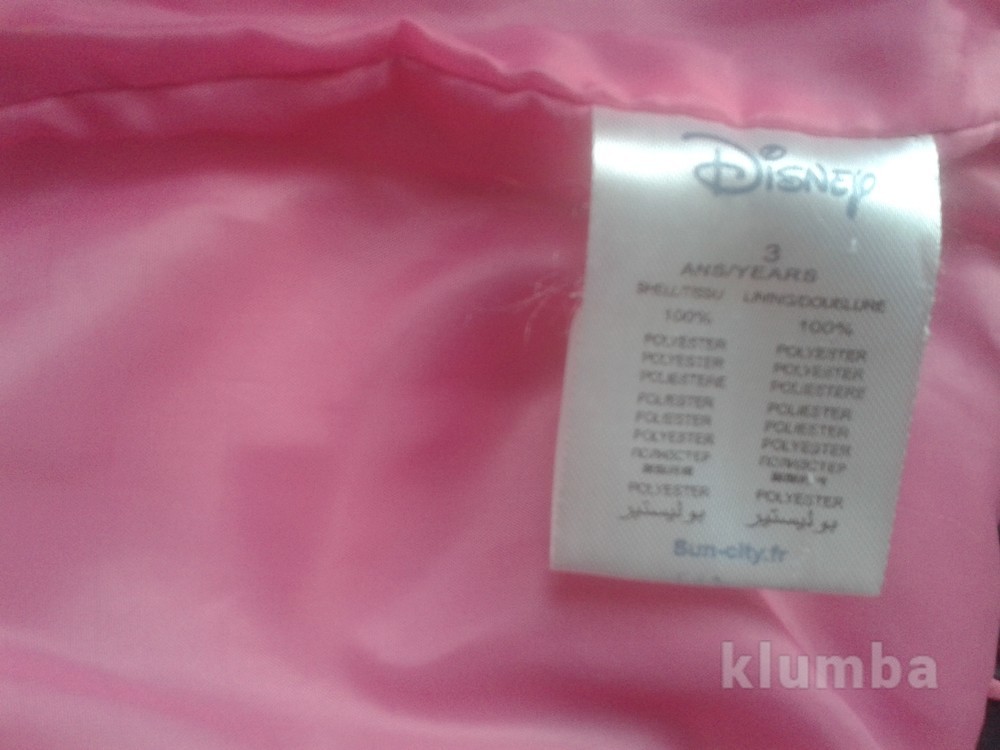 Disney
3
ANS/YEARS
SHELL/TISSU LINING/DOUBLURE
100% 100%
POLYESTER POLYESTER
POLYESTER POLYESTER
POLIESTERE POLIESTERE
POLIESTER POLIESTER
POLIESTER POLIESTER
POLYESTER POLYESTER
ПОЛИЭСТЕР ПОЛИЭСТЕР
POLYESTER POLYESTER
بوليستير بوليستير
Sun-city.fr
klumba